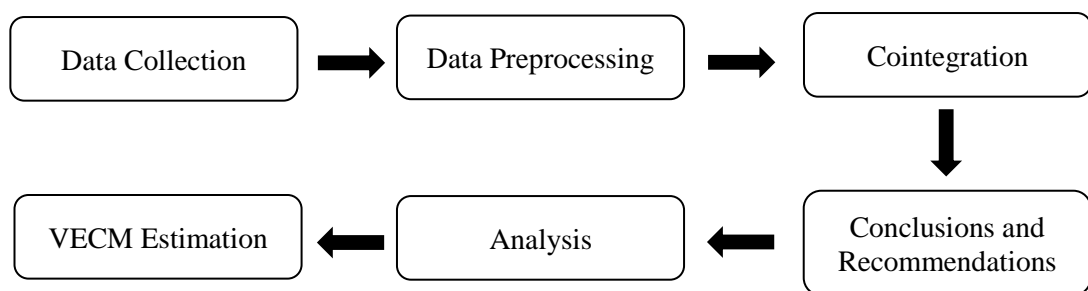 Data Collection
Data Preprocessing
Cointegration
Conclusions and
Recommendations
Analysis
VECM Estimation